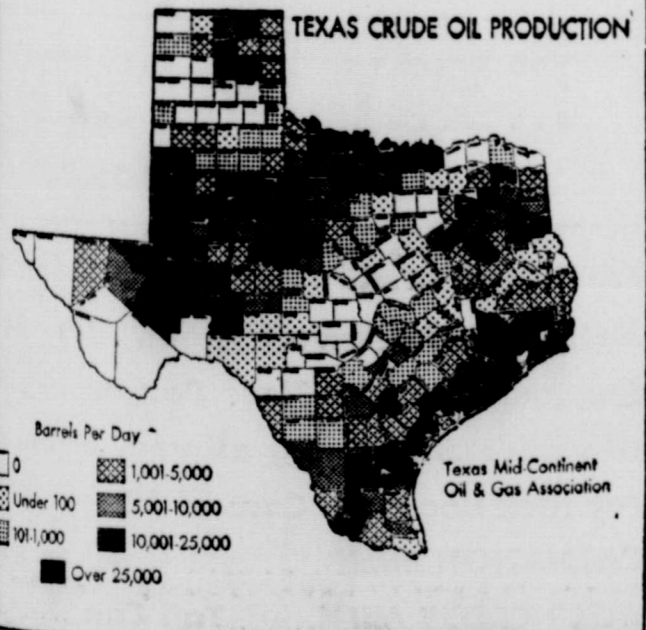 TEXAS CRUDE OIL PRODUCTION
Barrels Per Day
0
Under 100
101-1,000
1,001-5,000
5,001-10,000
10,001-25,000
Over 25,000
Texas Mid-Continent
Oil & Gas Association